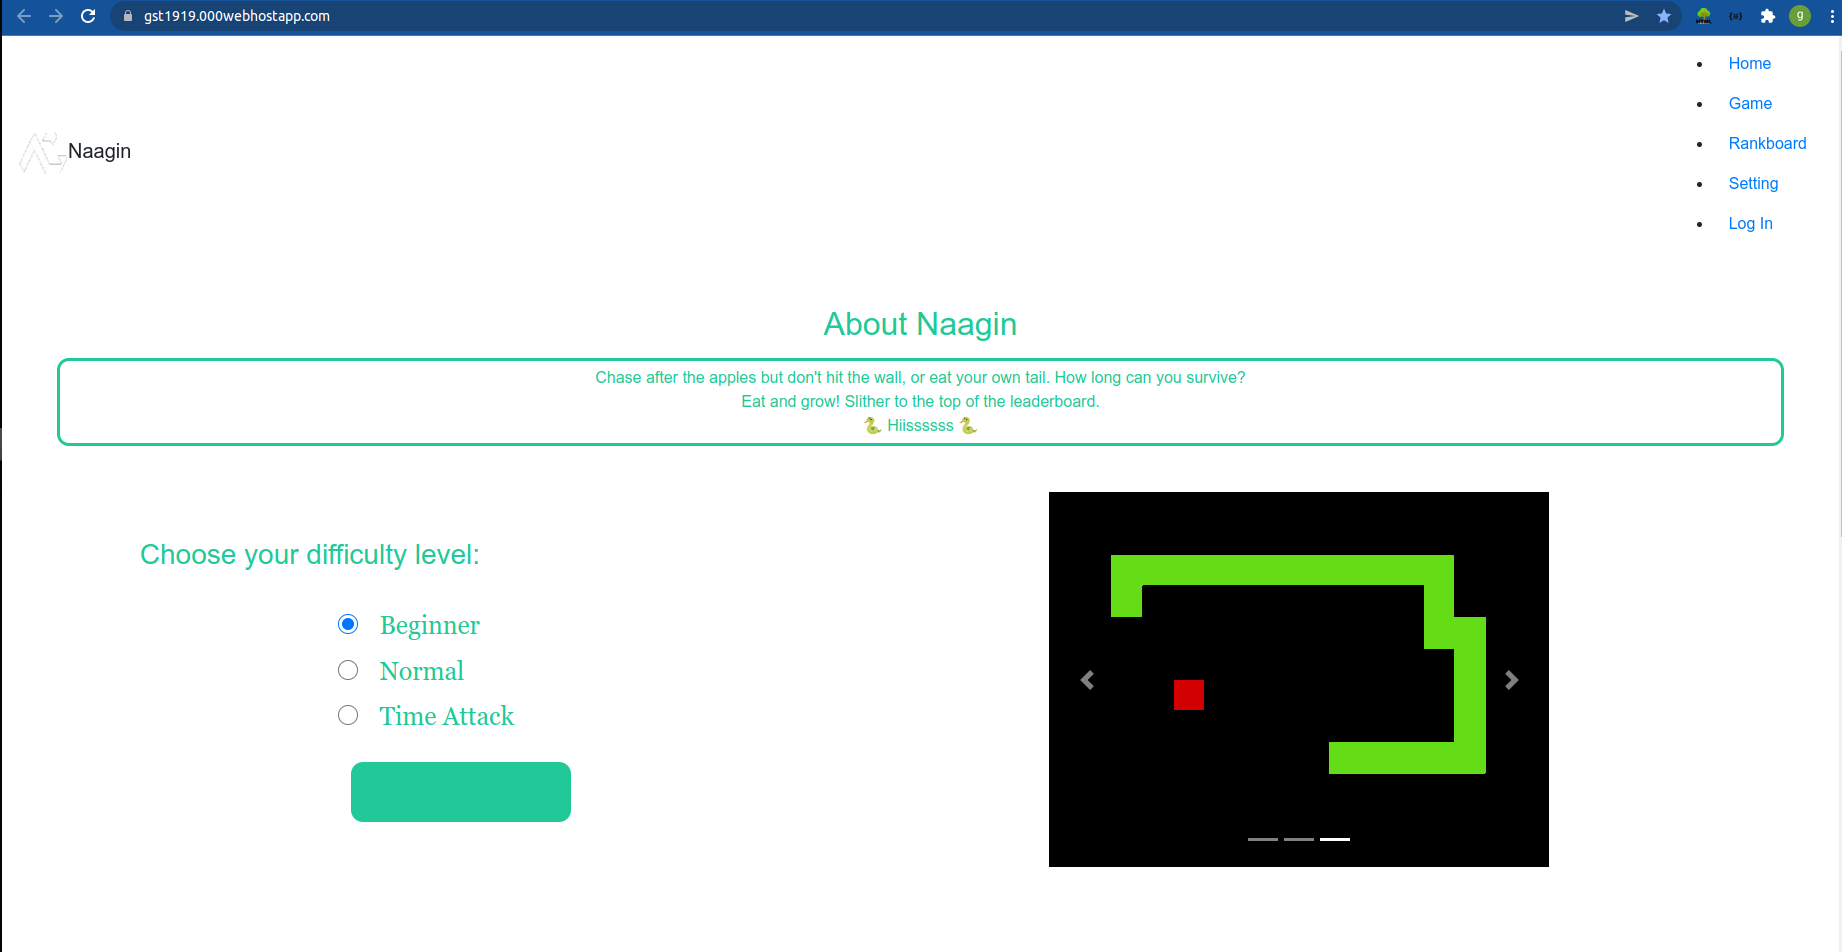 gst1919.000webhostapp.com
g
Home
Game
Rankboard
Setting
Log In
Naagin
About Naagin
Chase after the apples but don't hit the wall, or eat your own tail. How long can you survive?
Eat and grow! Slither to the top of the leaderboard.
🐍 Hiissssss 🐍
Choose your difficulty level:
Beginner
Normal
Time Attack